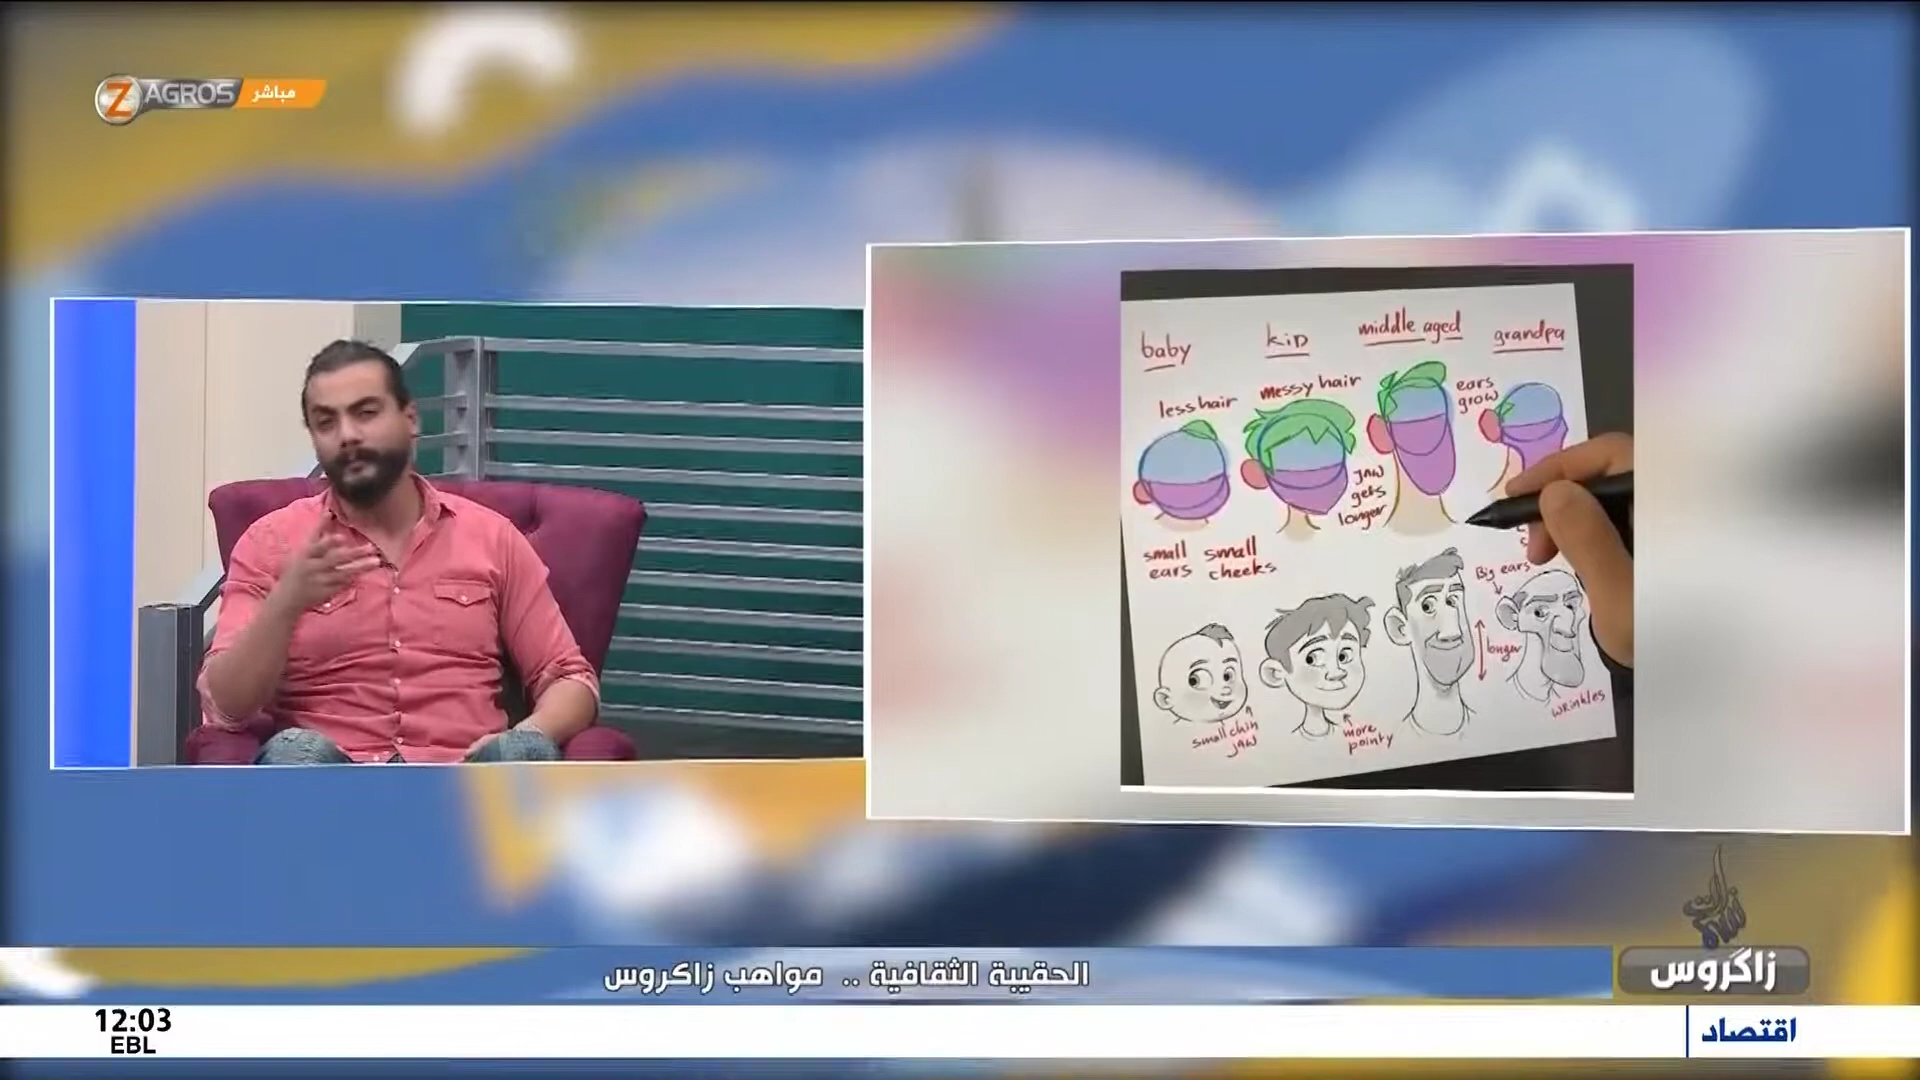 ZAGROS مباشر
baby
kid
middle aged
grandpa
less hair
messy hair
ears
grow
Jaw
gets
longer
small
ears
small
cheeks
Big ears
longer
small chin
jaw
more
pointy
wrinkles
الحقيبة الثقافية .. مواهب زاكروس
زاگروس
12:03
EBL
اقتصاد